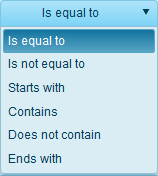 Is equal to
Is equal to
Is not equal to
Starts with
Contains
Does not contain
Ends with